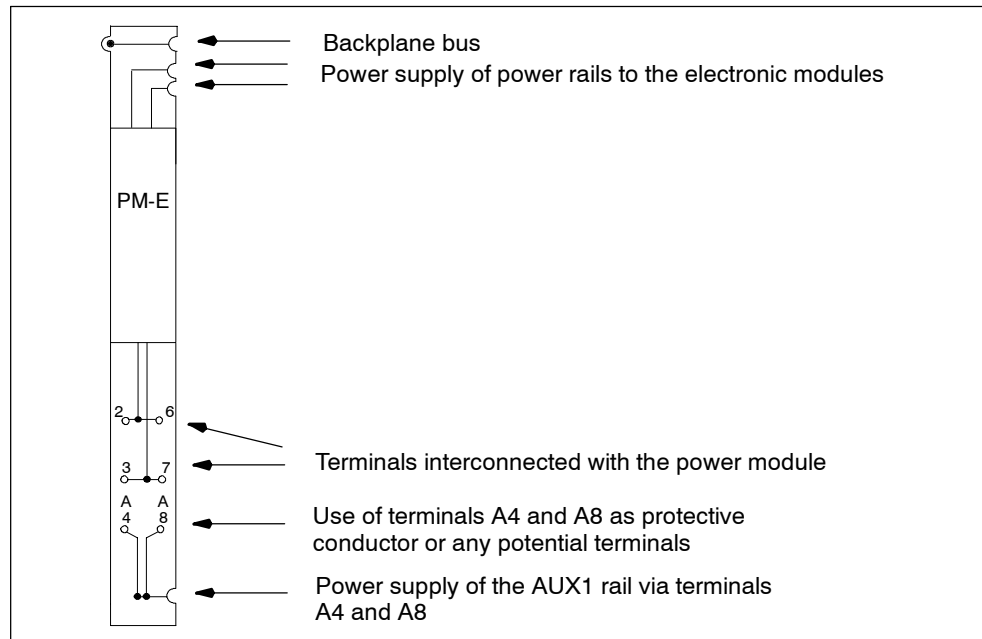 Backplane bus
Power supply of power rails to the electronic modules
PM-E
2 6
3 7
Terminals interconnected with the power module
A A
4 8
Use of terminals A4 and A8 as protective
conductor or any potential terminals
Power supply of the AUX1 rail via terminals
A4 and A8